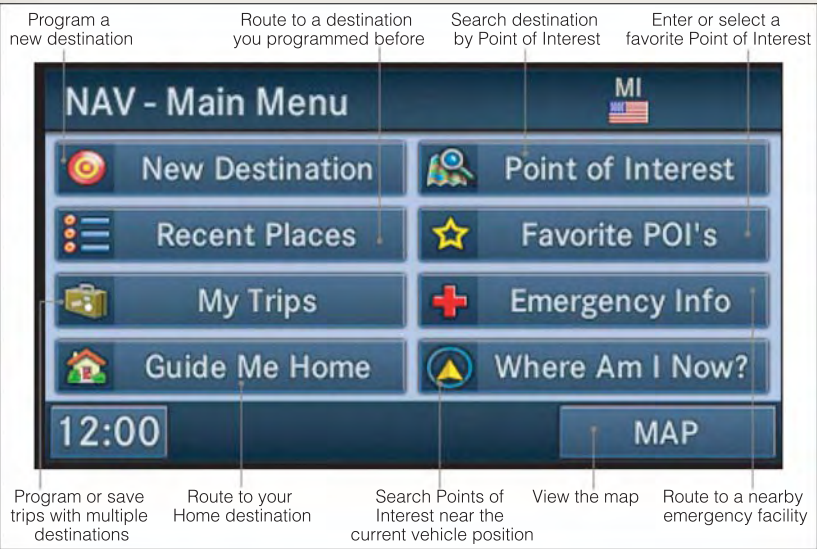 Program a
new destination
Route to a destination
you programmed before
Search destination
by Point of Interest
Enter or select a
favorite Point of Interest
NAV - Main Menu
MI
New Destination
Point of Interest
Recent Places
Favorite POI's
My Trips
Emergency Info
Guide Me Home
Where Am I Now?
12:00
MAP
Program or save
trips with multiple
destinations
Route to your
Home destination
Search Points of
Interest near the
current vehicle position
View the map
Route to a nearby
emergency facility